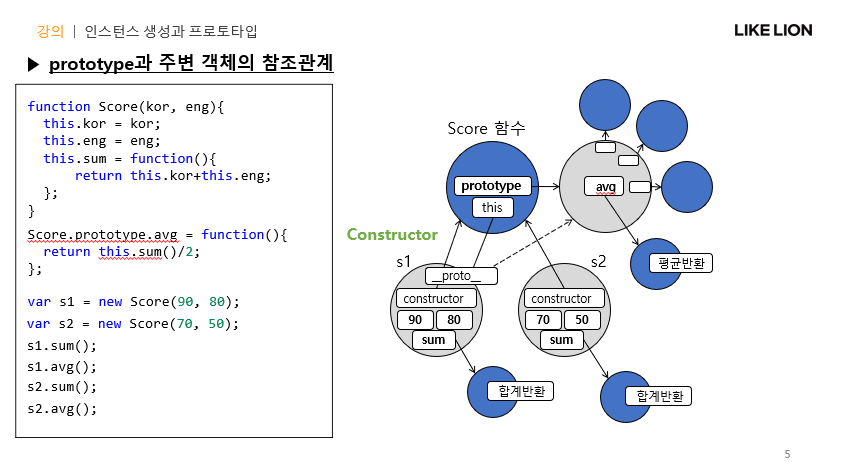 강의 | 인스턴스 생성과 프로토타입
LIKE LION
▶ prototype과 주변 객체의 참조관계
function Score(kor, eng){
this.kor = kor;
this.eng = eng;
this.sum = function(){
return this.kor+this.eng;
};
}
Score.prototype.avg = function(){
return this.sum()/2;
};
var s1 = new Score(90, 80);
var s2 = new Score(70, 50);
s1.sum();
s1.avg();
s2.sum();
s2.avg();
Score 함수
prototype
this
avg
Constructor
평균반환
s1
s2
__proto__
constructor
constructor
90
80
70
50
sum
sum
합계반환
합계반환
5